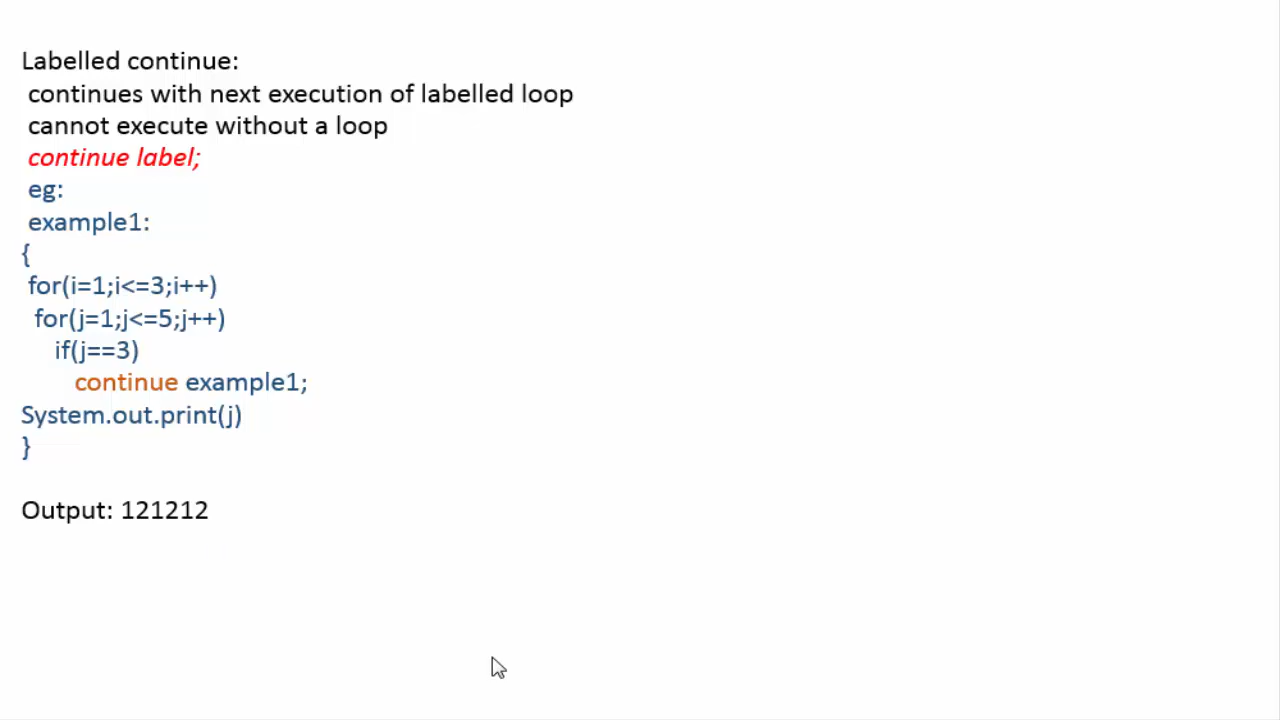 Labelled continue:
continues with next execution of labelled loop
cannot execute without a loop
continue label;
eg:
example1:
{
for(i=1;i<=3;i++)
for(j=1;j<=5;j++)
if(j==3)
continue example1;
System.out.print(j)
}
Output: 121212